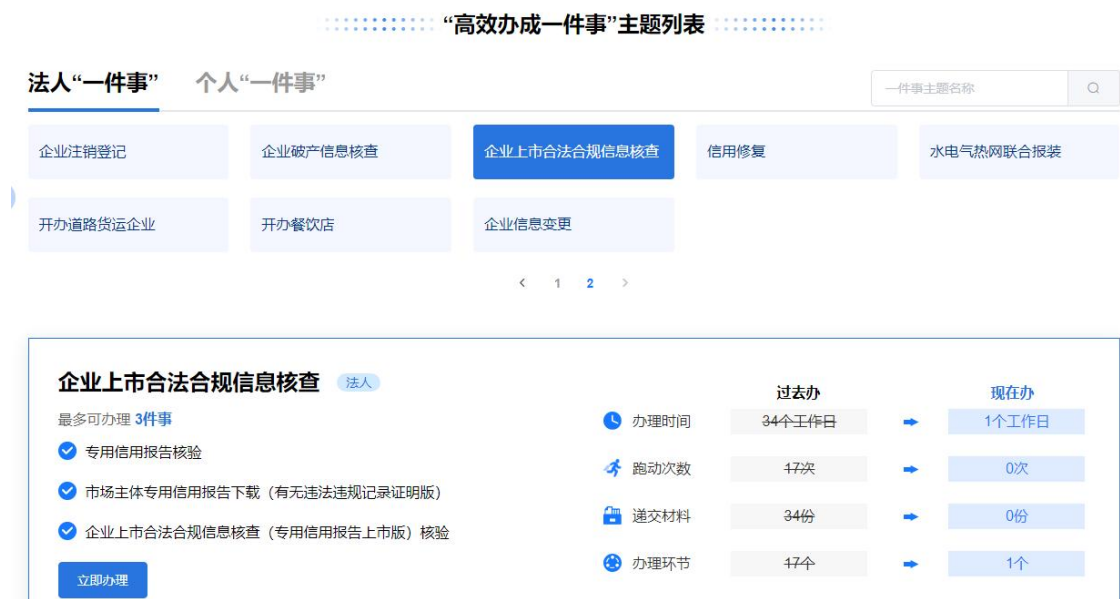 “高效办成一件事”主题列表
法人“一件事” 个人“一件事” 一件事主题名称
企业注销登记 企业破产信息核查 企业上市合法合规信息核查 信用修复 水电气热网联合报装
开办道路货运企业 开办餐饮店 企业信息变更
< 1 2 >
企业上市合法合规信息核查 法人
最多可办理 3件事
专用信用报告核验
市场主体专用信用报告下载（有无违法违规记录证明版）
企业上市合法合规信息核查（专用信用报告上市版）核验
立即办理
过去办 现在办
办理时间 34个工作日 1个工作日
跑动次数 17次 0次
递交材料 34份 0份
办理环节 17个 1个